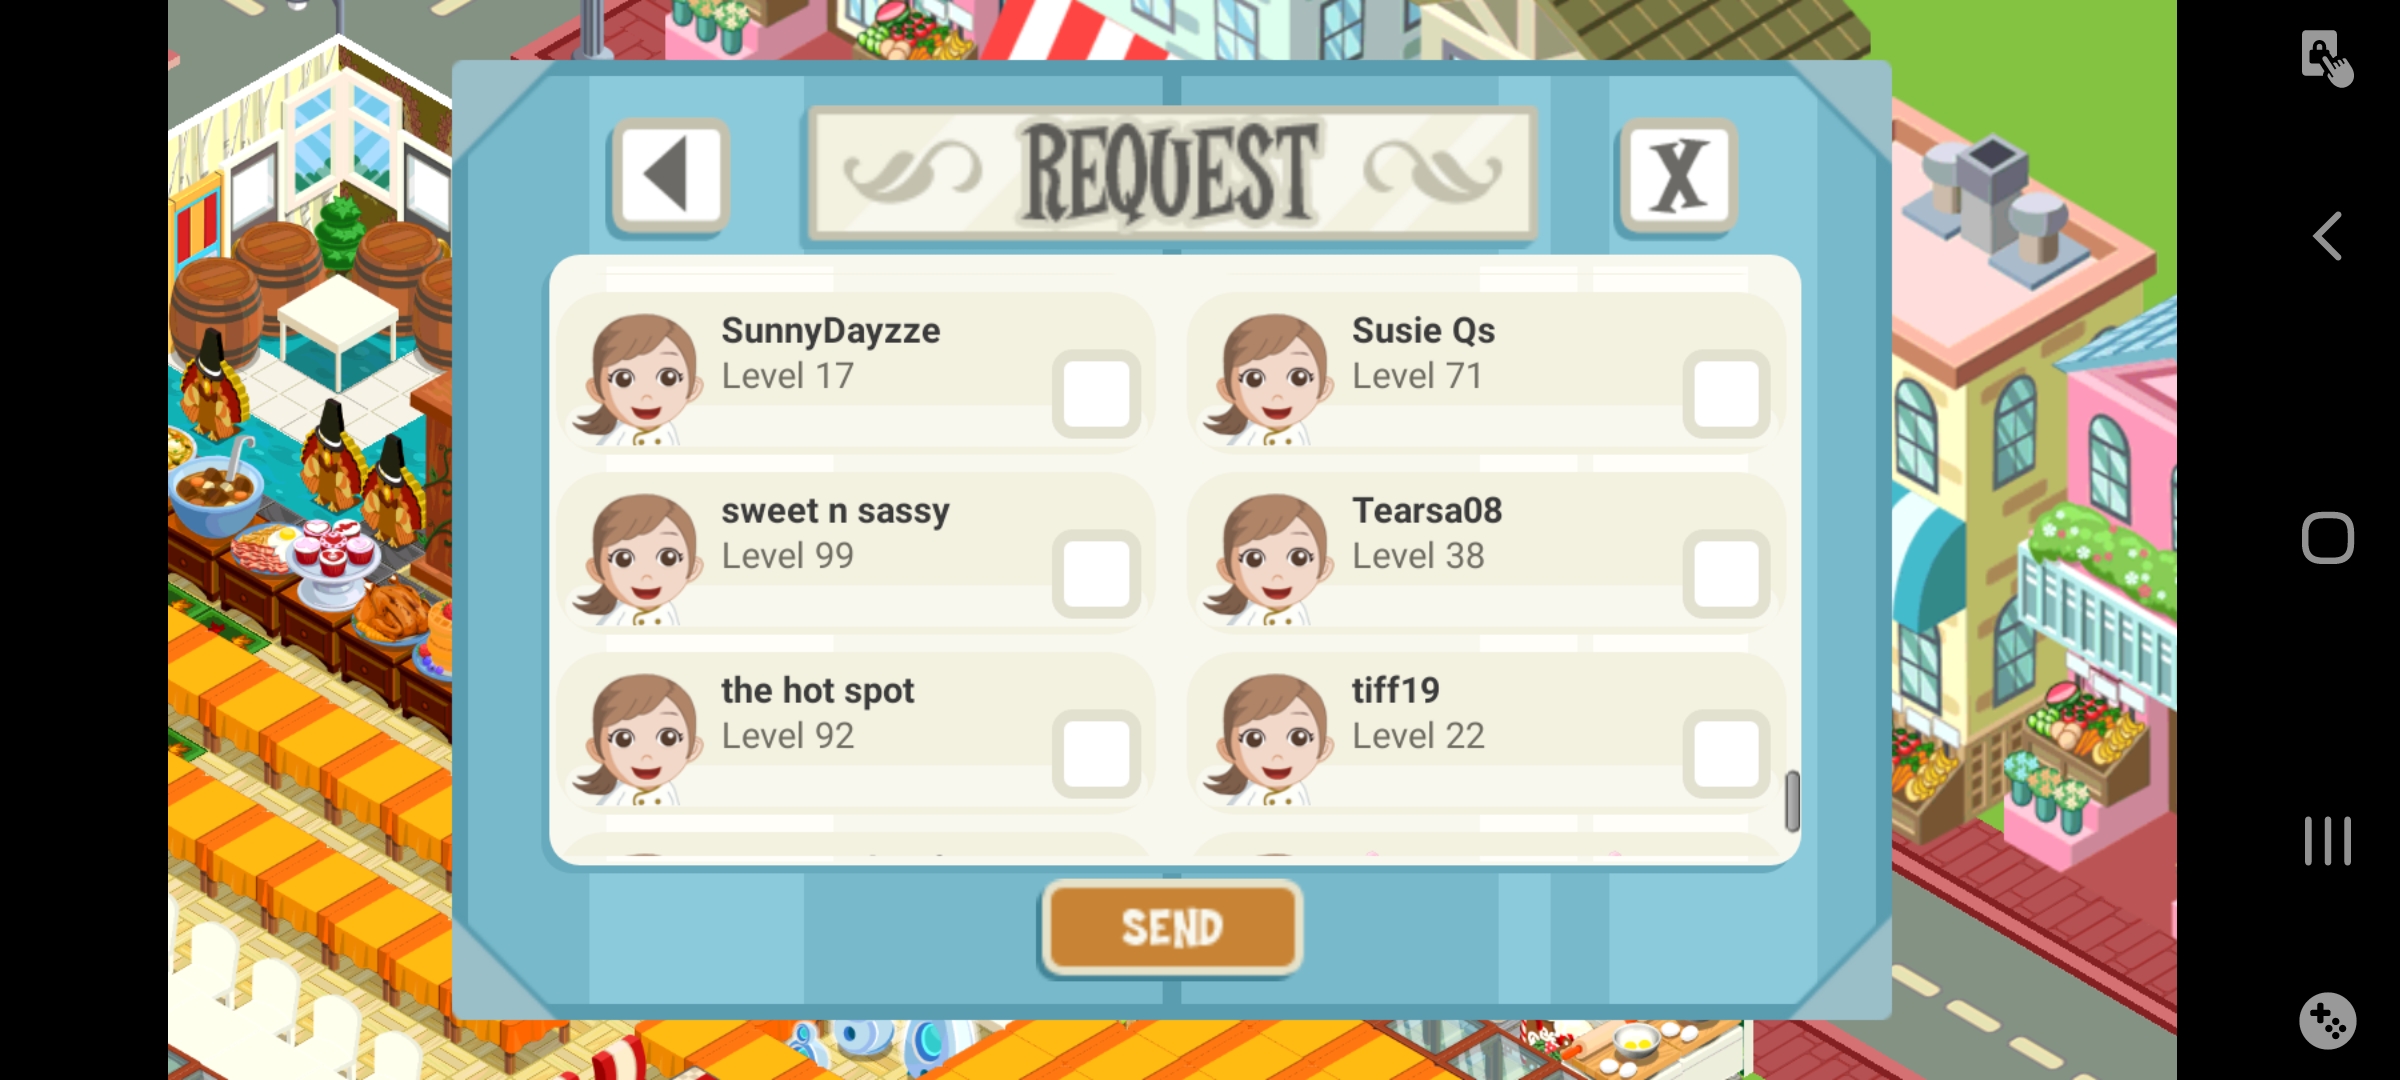 REQUEST
X
SunnyDayzze
Level 17
Susie Qs
Level 71
sweet n sassy
Level 99
Tearsa08
Level 38
the hot spot
Level 92
tiff19
Level 22
SEND